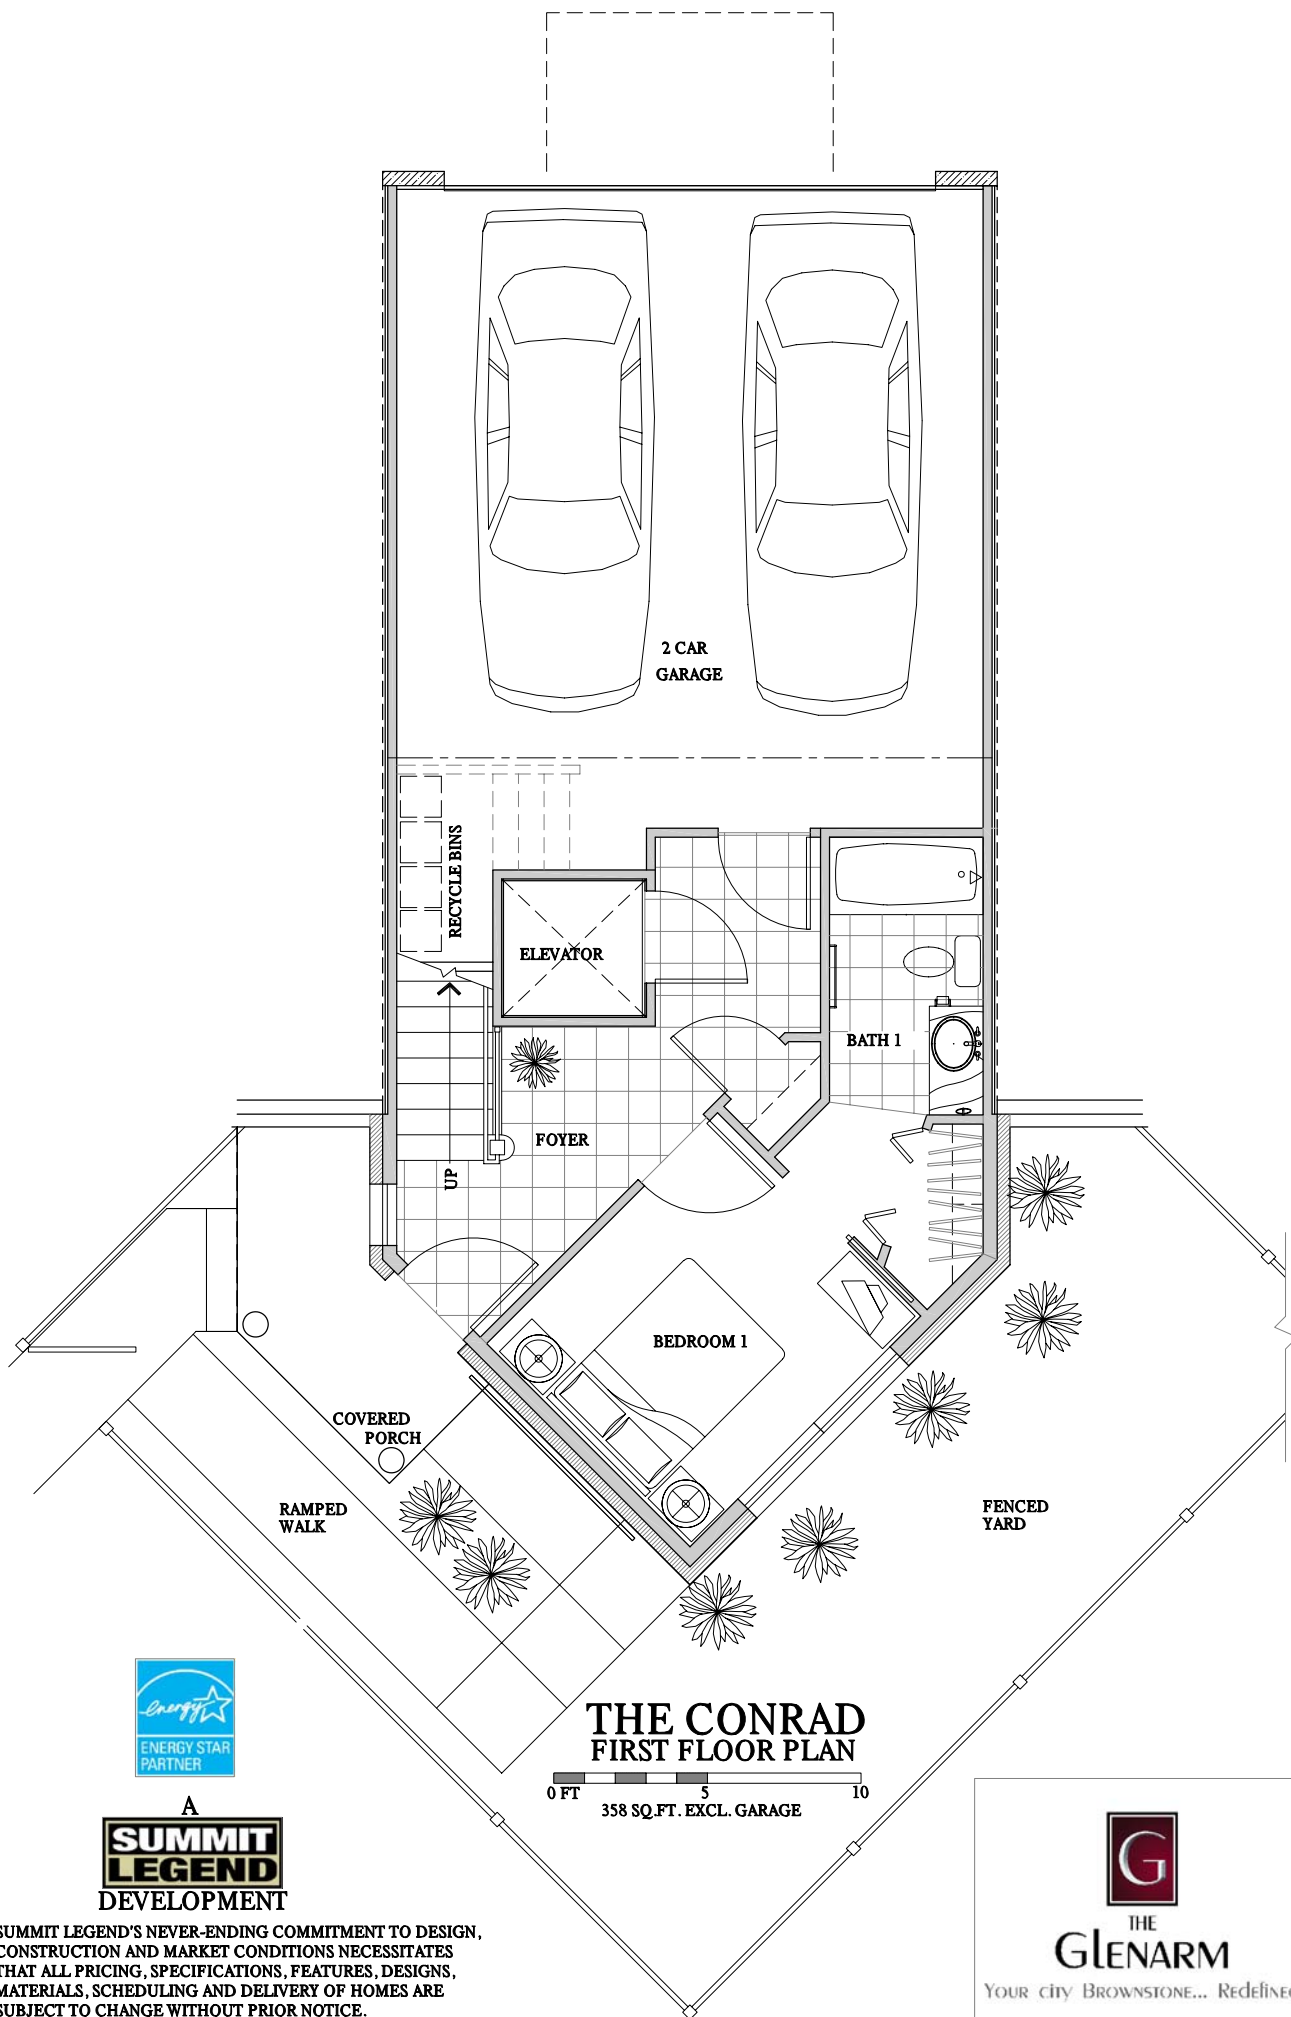 2 CAR
GARAGE
RECYCLE BINS
ELEVATOR
BATH 1
FOYER
UP
BEDROOM 1
COVERED
PORCH
RAMPED
WALK
FENCED
YARD
energy
ENERGY STAR
PARTNER
THE CONRAD
FIRST FLOOR PLAN
0 FT 5 10
358 SQ.FT. EXCL. GARAGE
A
SUMMIT
LEGEND
DEVELOPMENT
SUMMIT LEGEND'S NEVER-ENDING COMMITMENT TO DESIGN,
CONSTRUCTION AND MARKET CONDITIONS NECESSITATES
THAT ALL PRICING, SPECIFICATIONS, FEATURES, DESIGNS,
MATERIALS, SCHEDULING AND DELIVERY OF HOMES ARE
SUBJECT TO CHANGE WITHOUT PRIOR NOTICE.
G
THE
GLENARM
YOUR city BROWNSTONE... Redefined